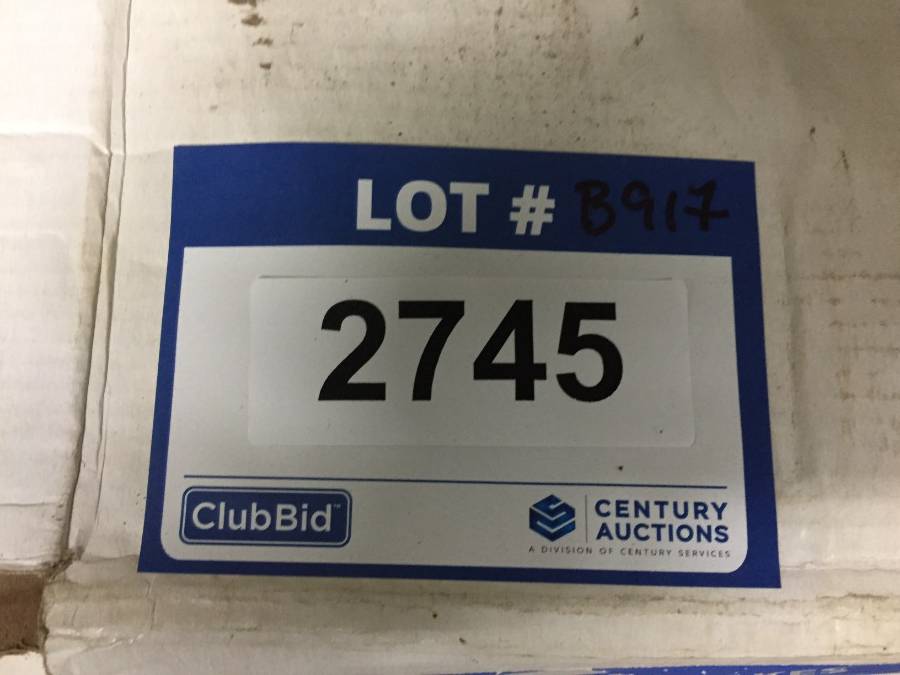 LOT # B917
2745
ClubBid™
CENTURY
AUCTIONS
A DIVISION OF CENTURY SERVICES